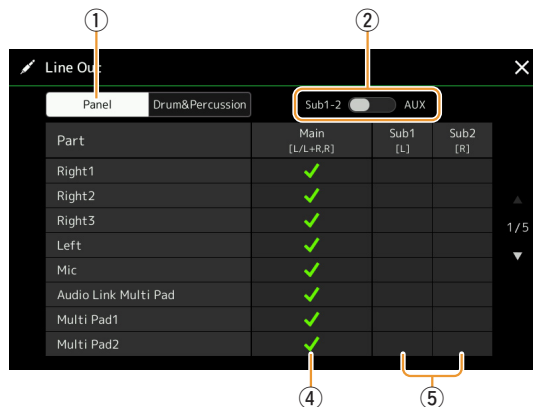 ① ②
Line Out
Panel Drum&Percussion Sub1-2 AUX
Part Main [L/L+R,R] Sub1 [L] Sub2 [R]
Right1
Right2
Right3
1/5
Left
Mic
Audio Link Multi Pad
Multi Pad1
Multi Pad2
④ ⑤